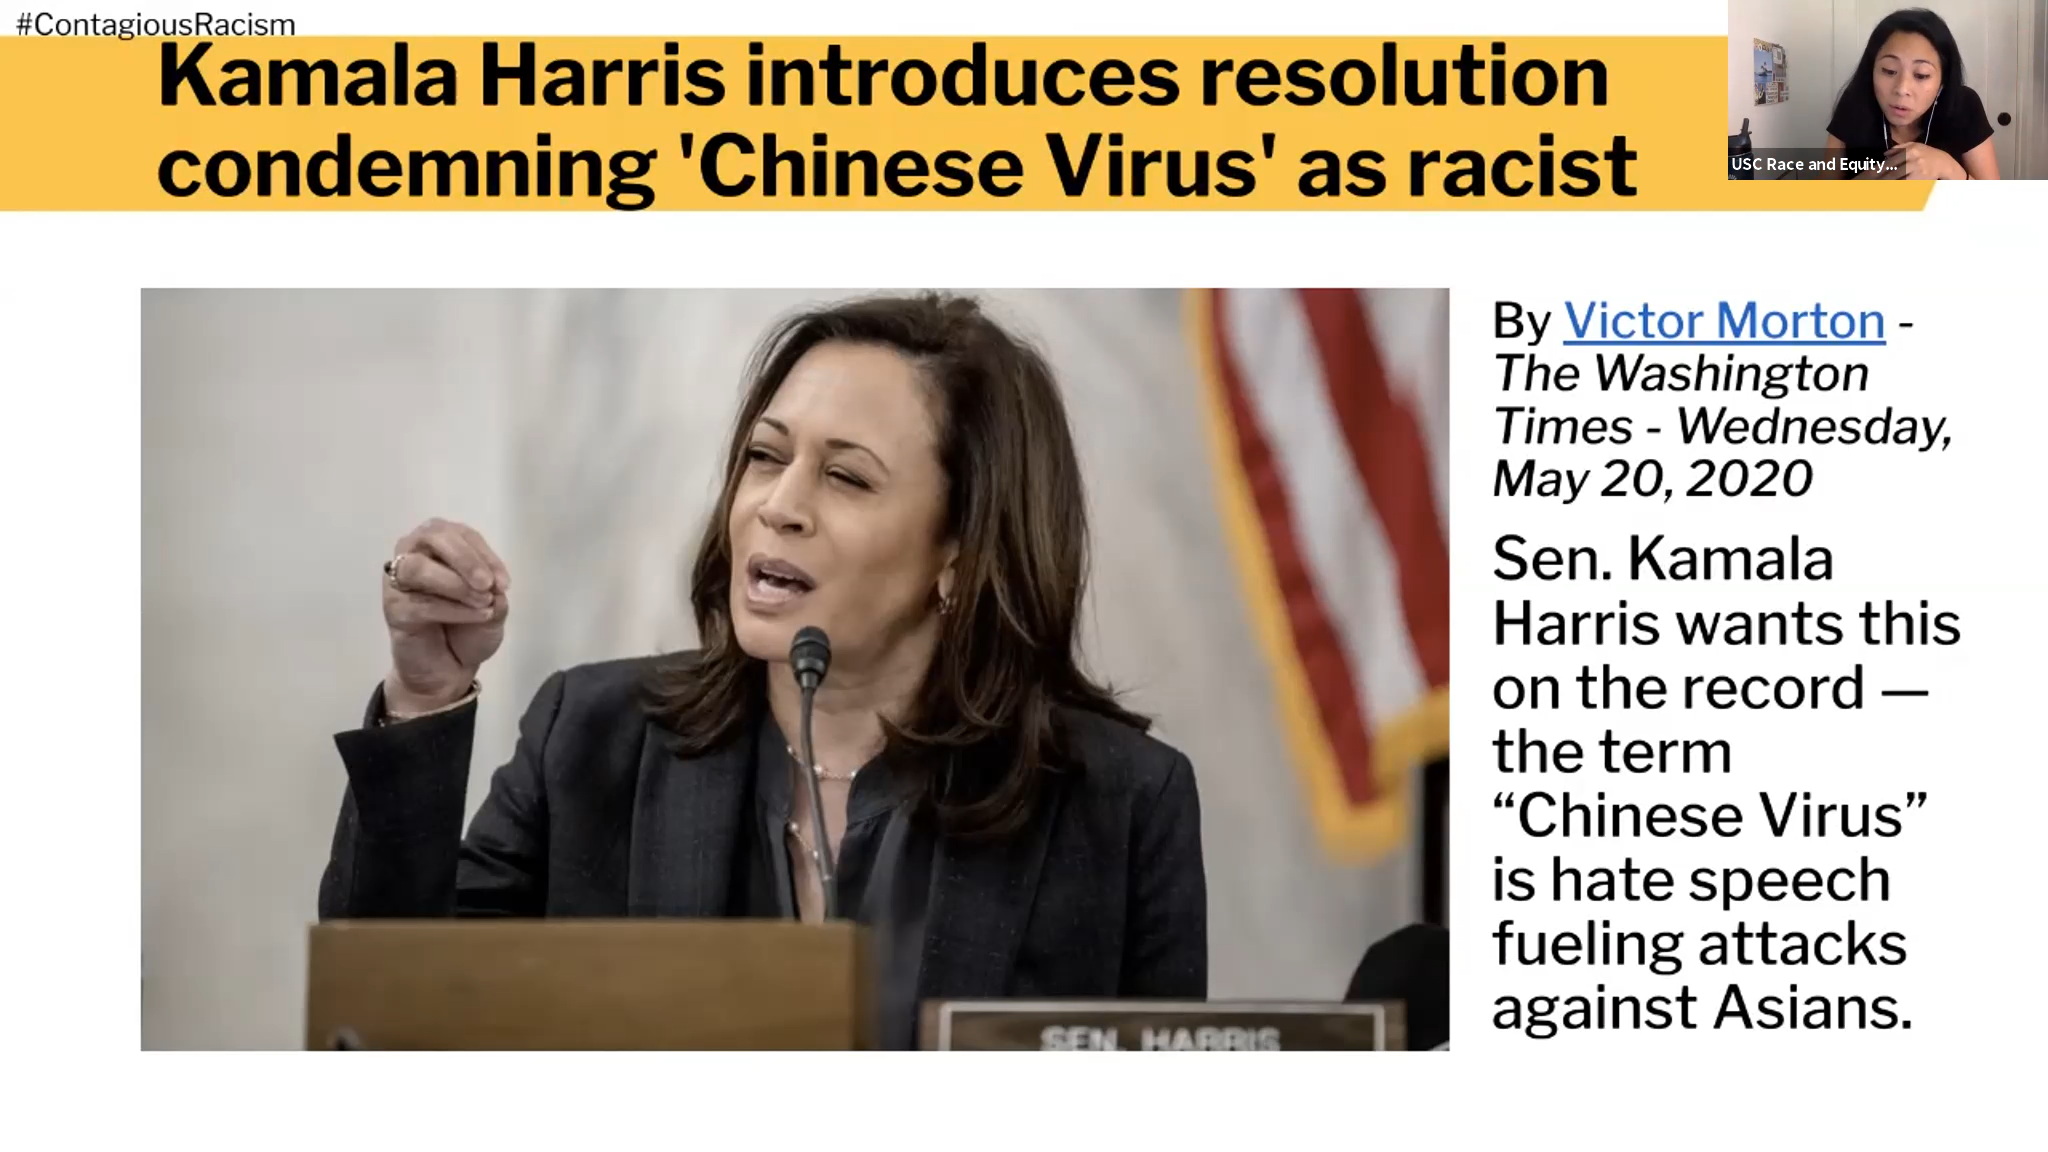 #ContagiousRacism
Kamala Harris introduces resolution
condemning 'Chinese Virus' as racist
USC Race and Equity...
By Victor Morton -
The Washington
Times - Wednesday,
May 20, 2020
Sen. Kamala
Harris wants this
on the record —
the term
“Chinese Virus”
is hate speech
fueling attacks
against Asians.
SEN. HARRIS